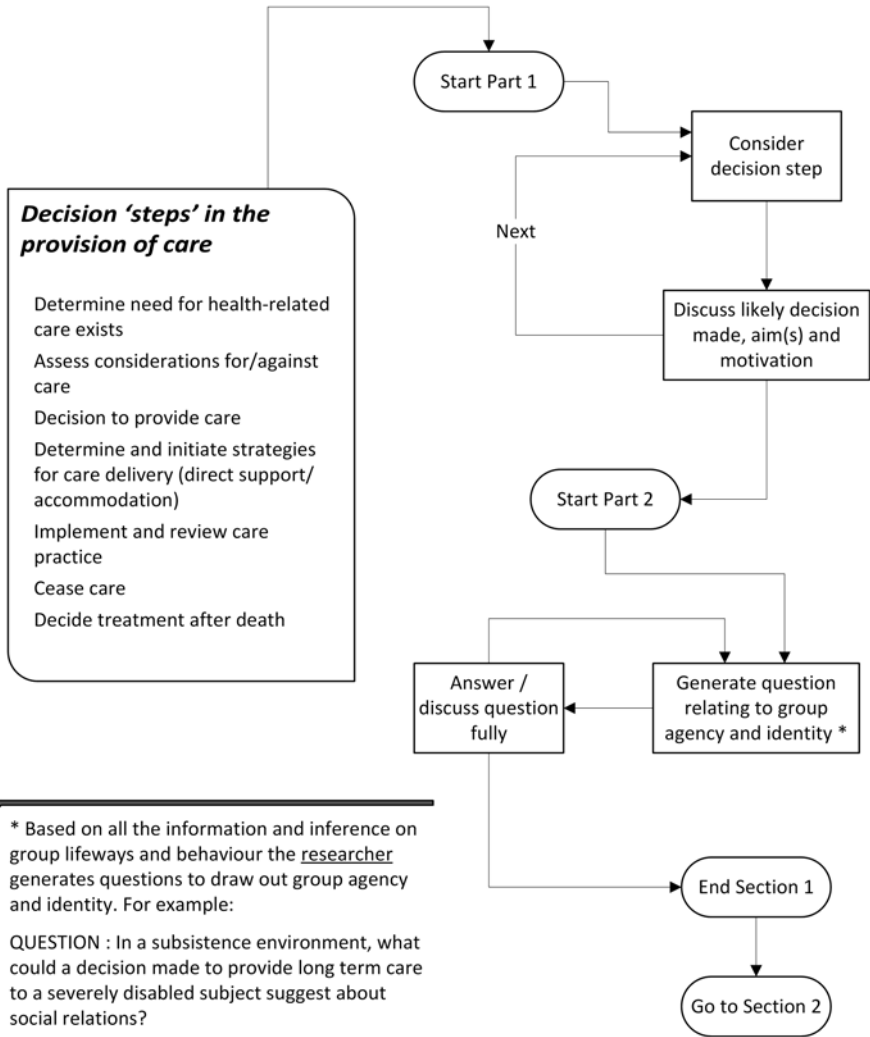 Start Part 1
Consider
decision step
Next
Decision ‘steps’ in the
provision of care
Determine need for health-related
care exists
Assess considerations for/against
care
Decision to provide care
Determine and initiate strategies
for care delivery (direct support/
accommodation)
Implement and review care
practice
Cease care
Decide treatment after death
Discuss likely decision
made, aim(s) and
motivation
Start Part 2
Answer /
discuss question
fully
Generate question
relating to group
agency and identity *
* Based on all the information and inference on
group lifeways and behaviour the researcher
generates questions to draw out group agency
and identity. For example:
QUESTION : In a subsistence environment, what
could a decision made to provide long term care
to a severely disabled subject suggest about
social relations?
End Section 1
Go to Section 2